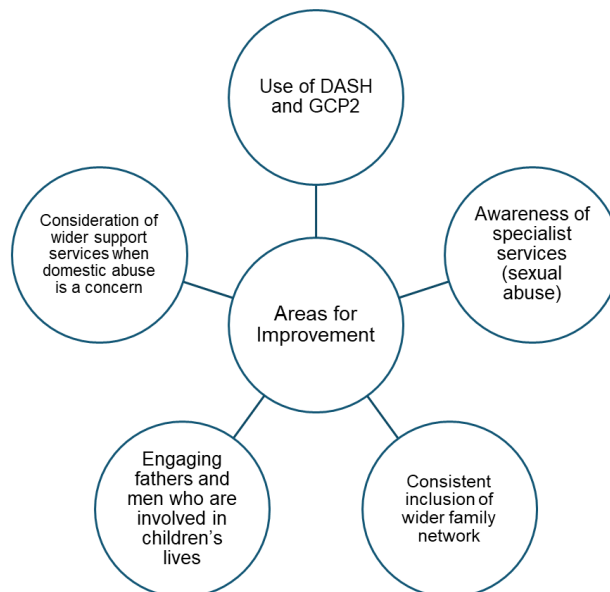 Use of DASH
and GCP2
Consideration of
wider support
services when
domestic abuse
is a concern
Awareness of
specialist
services
(sexual
abuse)
Areas for
Improvement
Engaging
fathers and
men who are
involved in
children’s
lives
Consistent
inclusion of
wider family
network